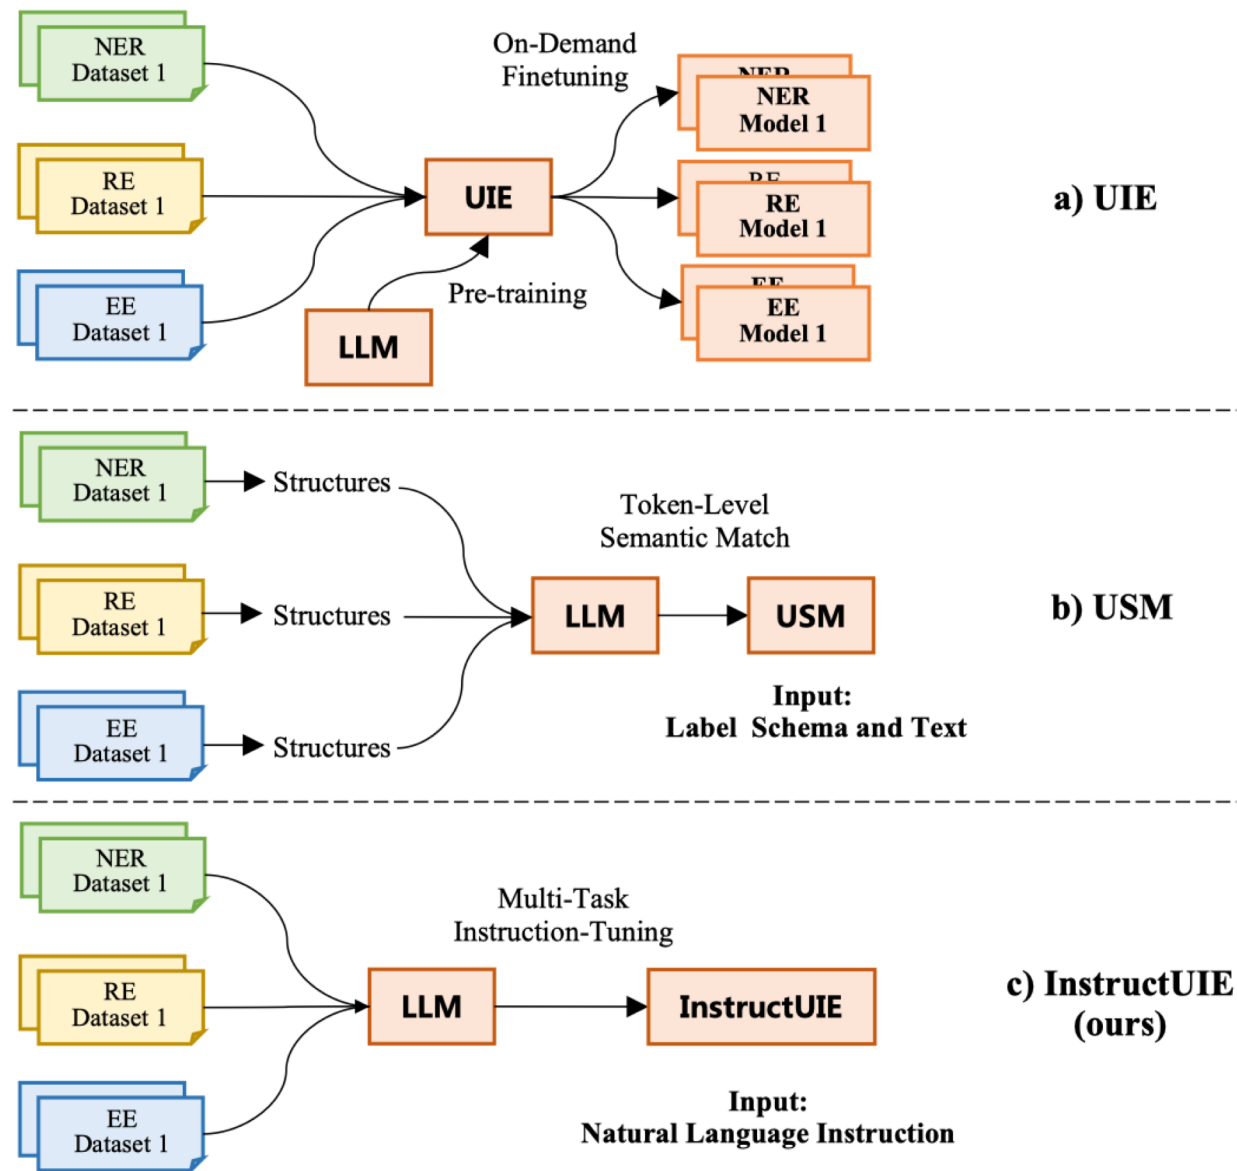 NER
Dataset 1
On-Demand
Finetuning
NER
NER
Model 1
RE
Dataset 1
UIE
RE
RE
Model 1
a) UIE
EE
Dataset 1
Pre-training
LLM
EE
EE
Model 1
NER
Dataset 1
Structures
Token-Level
Semantic Match
RE
Dataset 1
Structures
LLM
USM
b) USM
EE
Dataset 1
Structures
Input:
Label Schema and Text
NER
Dataset 1
Multi-Task
Instruction-Tuning
RE
Dataset 1
LLM
InstructUIE
c) InstructUIE
(ours)
EE
Dataset 1
Input:
Natural Language Instruction